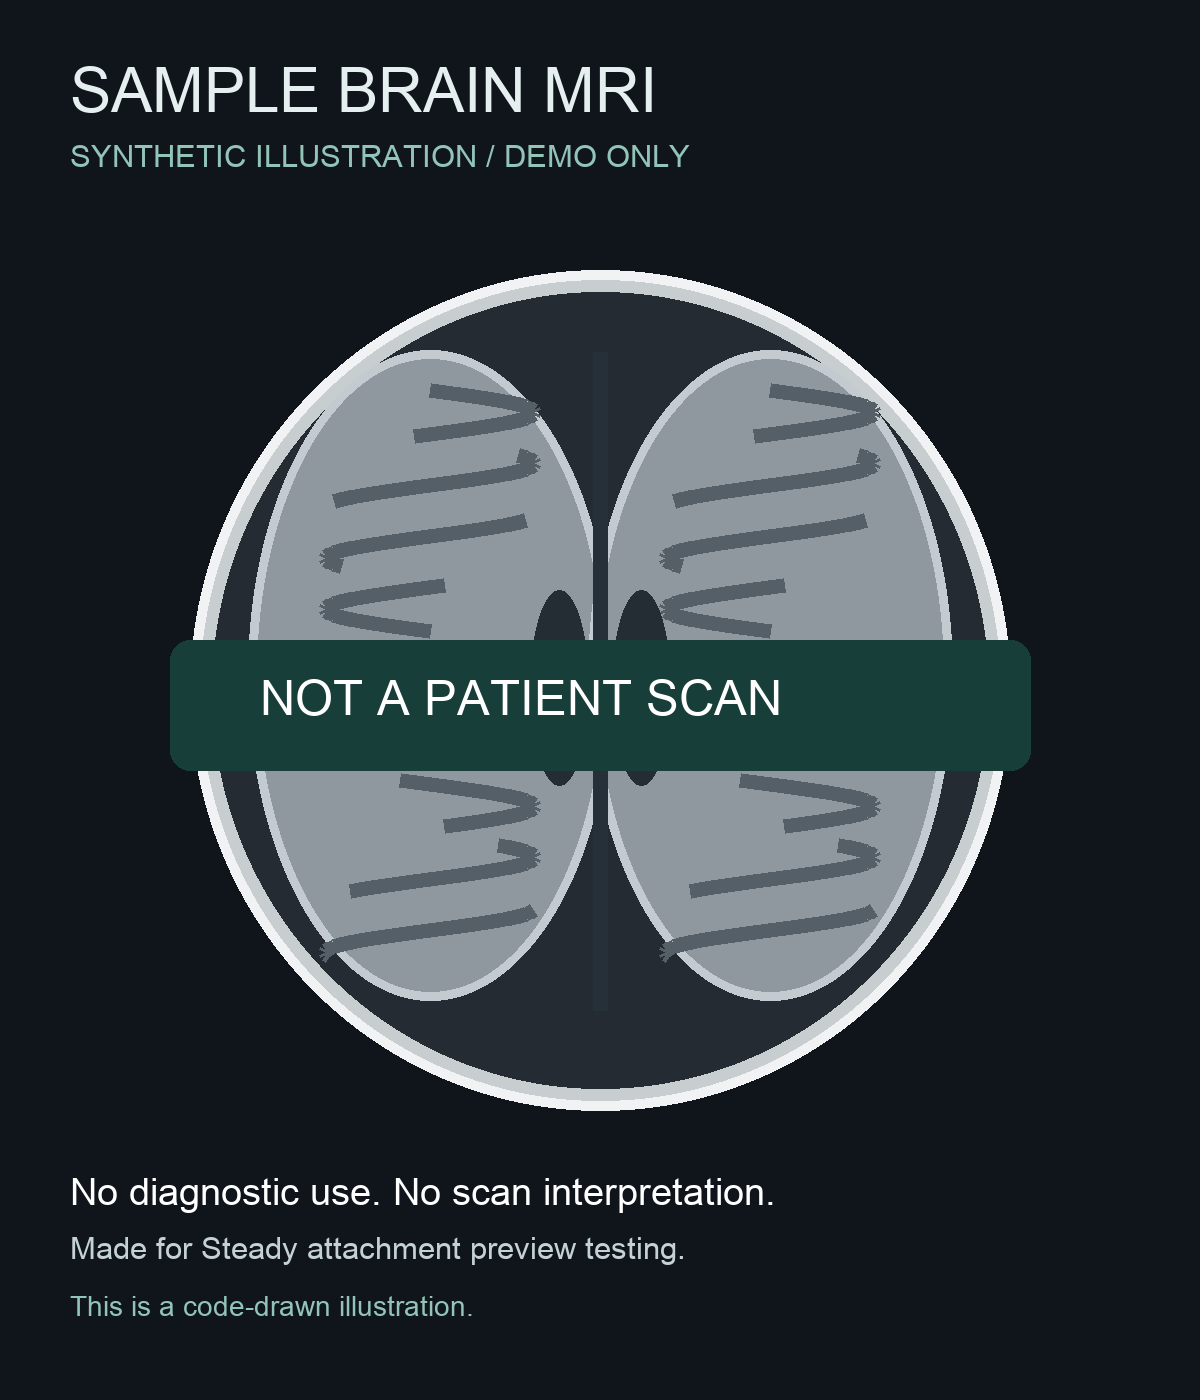 SAMPLE BRAIN MRI
SYNTHETIC ILLUSTRATION / DEMO ONLY
NOT A PATIENT SCAN
No diagnostic use. No scan interpretation.
Made for Steady attachment preview testing.
This is a code-drawn illustration.